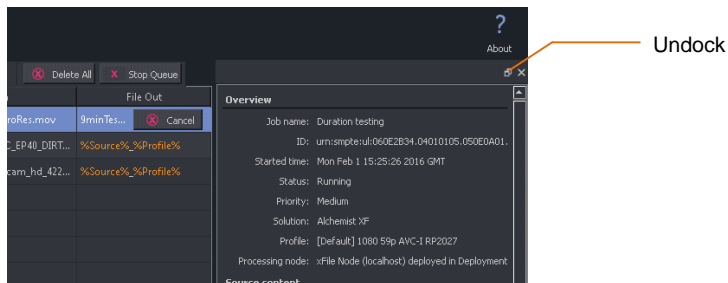 ?
About
Undock
Delete All
X Stop Queue
File Out
roRes.mov
9minTes...
Cancel
C_EP40_DIRT...
%Source%_%Profile%
cam_hd_422...
%Source%_%Profile%
Overview
Job name: Duration testing
ID: urn:smpte:ul:060E2B34.04010105.050E0A01.
Started time: Mon Feb 1 15:25:26 2016 GMT
Status: Running
Priority: Medium
Solution: Alchemist XF
Profile: [Default] 1080 59p AVC-I RP2027
Processing node: xFile Node (localhost) deployed in Deployment
Source content